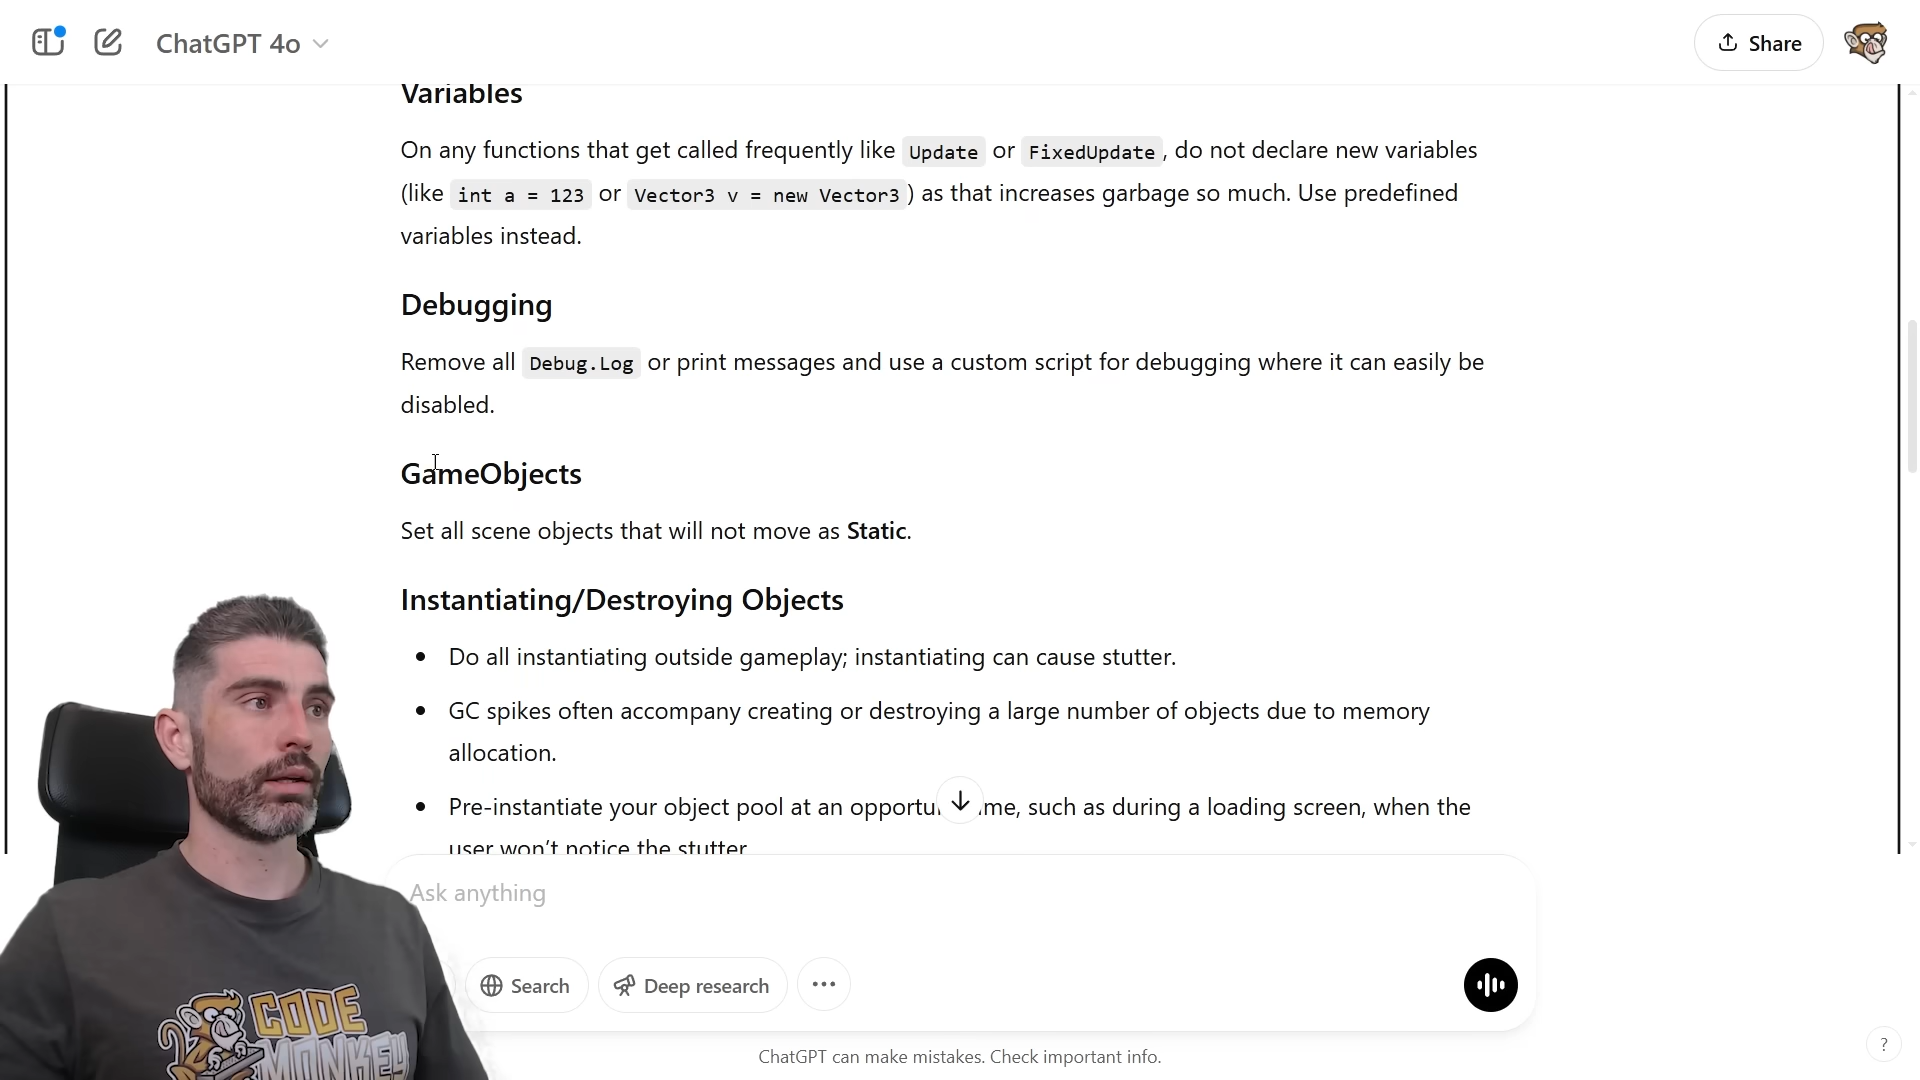 ChatGPT 4o
Share
Variables
On any functions that get called frequently like Update or FixedUpdate, do not declare new variables
(like int a = 123 or Vector3 v = new Vector3) as that increases garbage so much. Use predefined
variables instead.
Debugging
Remove all Debug.Log or print messages and use a custom script for debugging where it can easily be
disabled.
GameObjects
Set all scene objects that will not move as Static.
Instantiating/Destroying Objects
• Do all instantiating outside gameplay; instantiating can cause stutter.
• GC spikes often accompany creating or destroying a large number of objects due to memory
allocation.
• Pre-instantiate your object pool at an me, such as during a loading screen, when the
user won't notice the stutter
Ask anything
Search
Deep research
CODE
MONKEY
ChatGPT can make mistakes. Check important info.
?